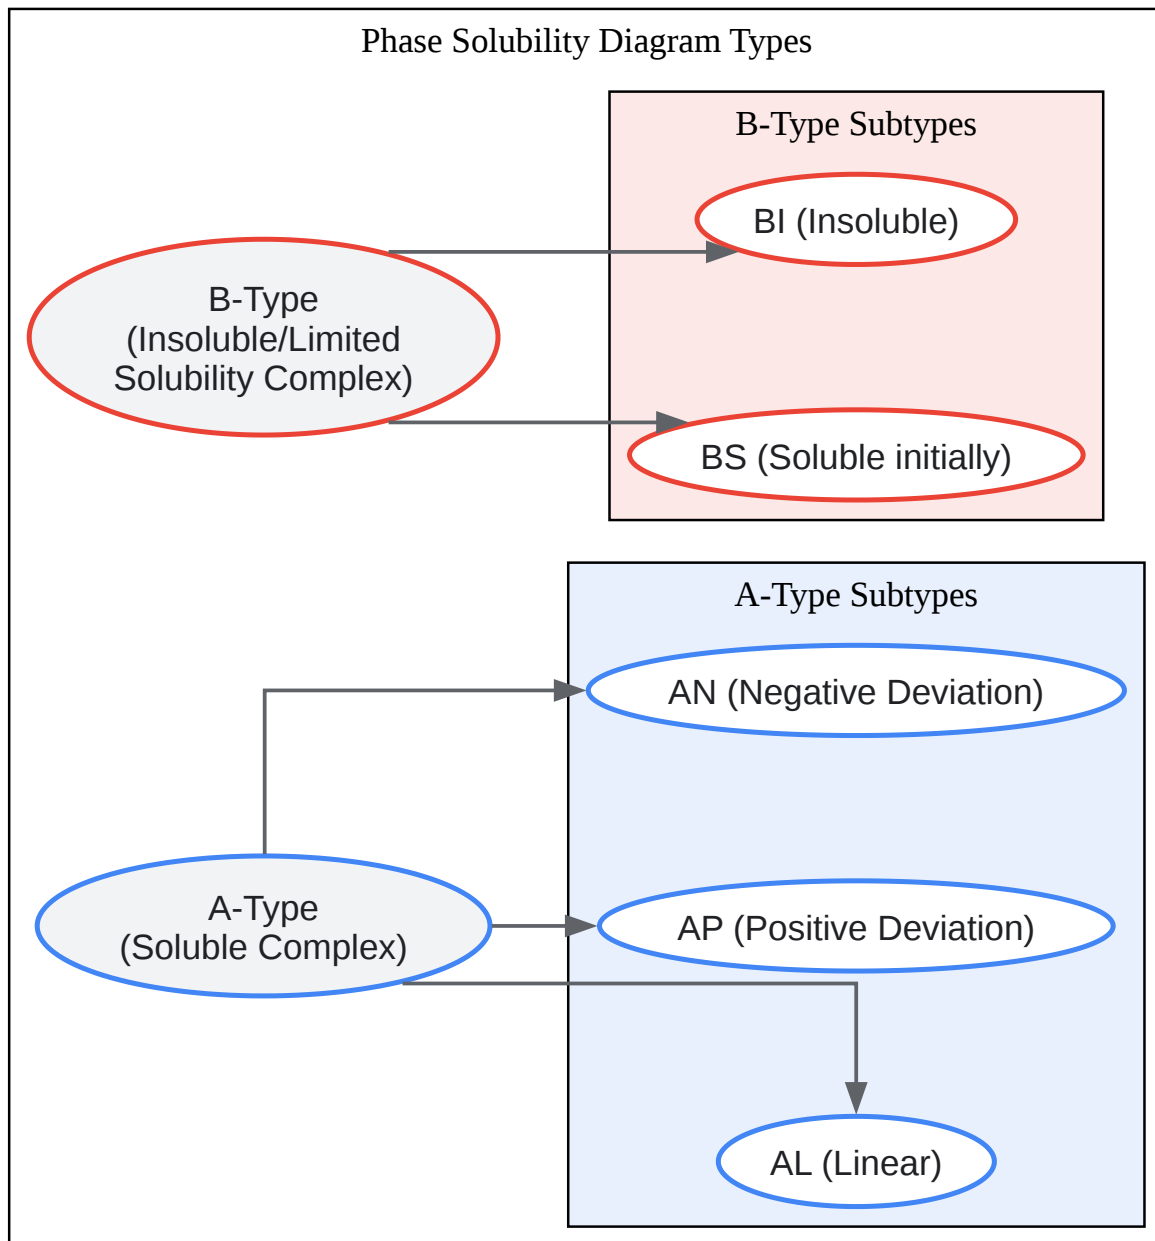 Phase Solubility Diagram Types
B-Type Subtypes
BI (Insoluble)
B-Type
(Insoluble/Limited
Solubility Complex)
BS (Soluble initially)
A-Type Subtypes
AN (Negative Deviation)
A-Type
(Soluble Complex)
AP (Positive Deviation)
AL (Linear)